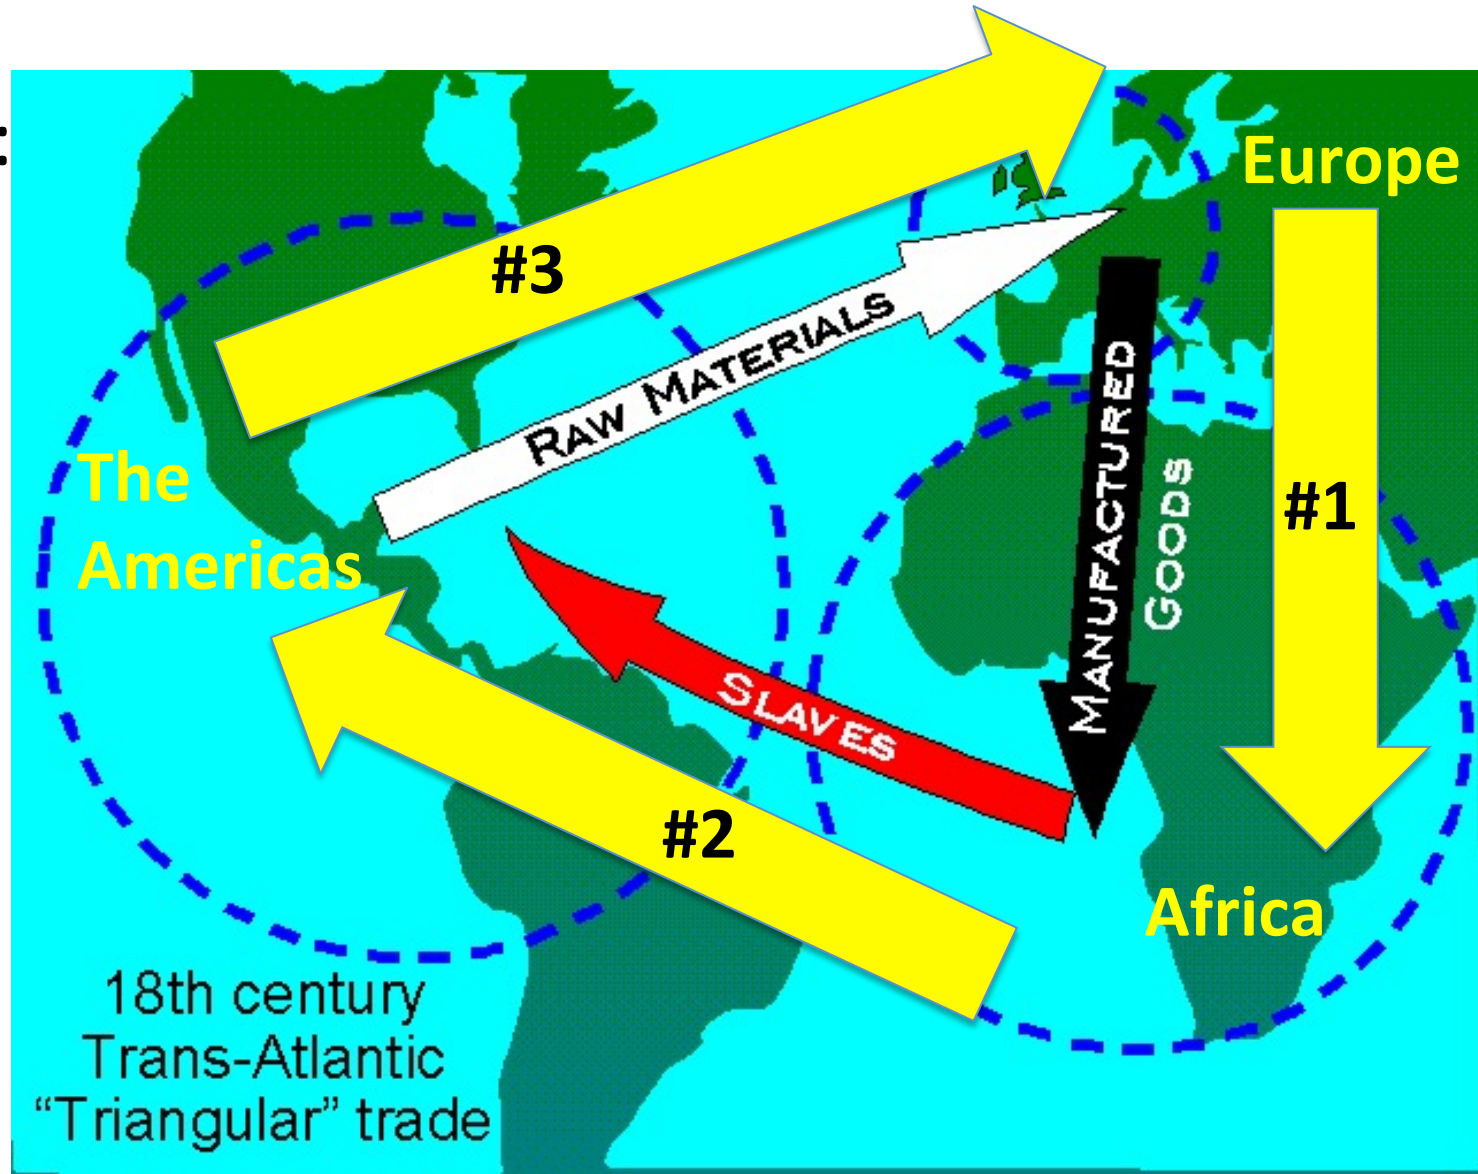 :
Europe
#3
RAW MATERIALS
The
Americas
MANUFACTURED
GOODS
#1
SLAVES
#2
Africa
18th century
Trans-Atlantic
“Triangular” trade